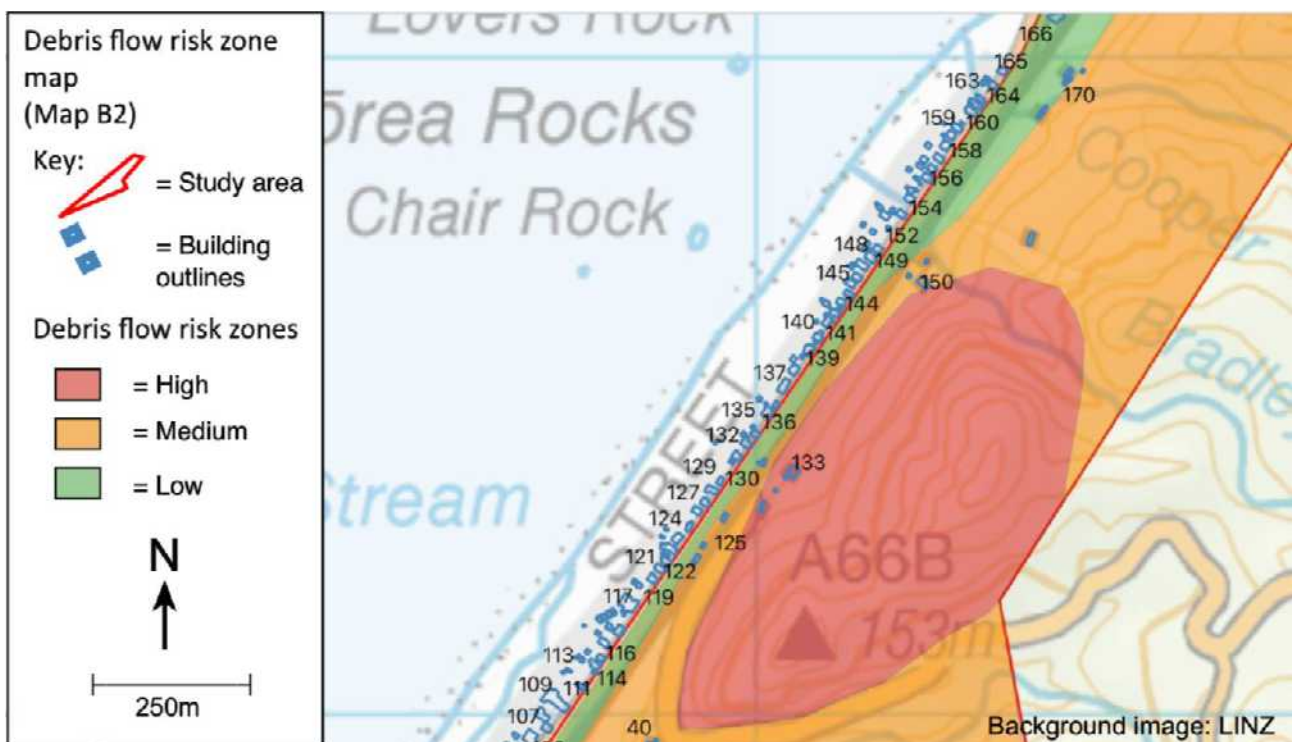 Debris flow risk zone
map
(Map B2)
Key:
= Study area
= Building
outlines
Debris flow risk zones
= High
= Medium
= Low
N
250m
Lovers Rock
ōrea Rocks
Chair Rock
Stream
STREET
Cooper
Bradley
A66B
153m
166
165
163
164
170
159
160
158
156
154
152
148
149
150
145
144
140
141
139
137
135
136
132
133
129
130
127
124
125
121
122
119
117
116
113
114
111
109
107
40
Background image: LINZ